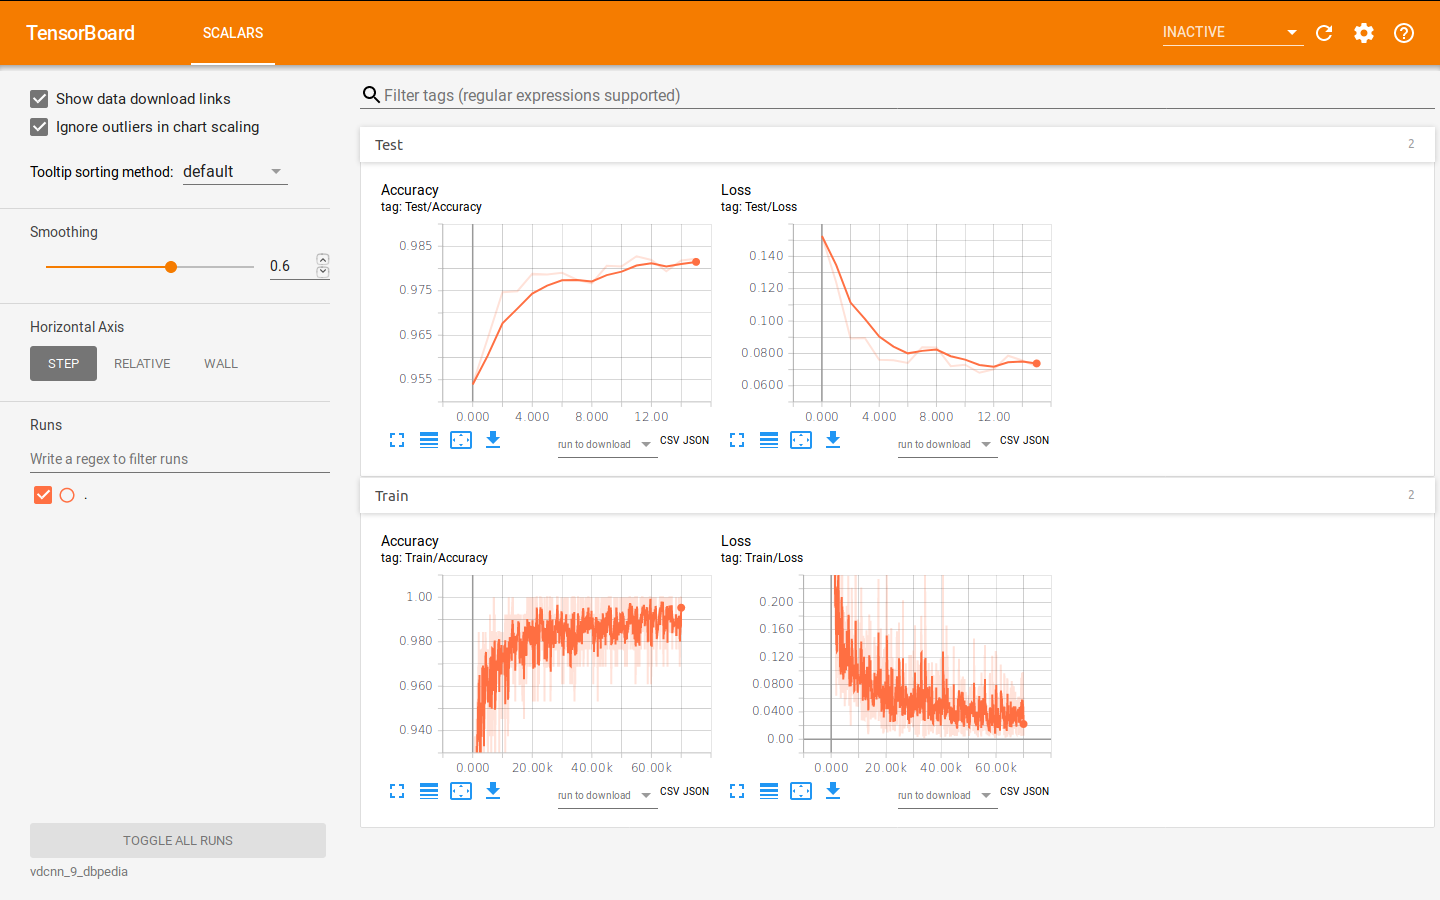 TensorBoard
SCALARS
INACTIVE
Show data download links
Ignore outliers in chart scaling
Tooltip sorting method: default
Smoothing
0.6
Horizontal Axis
STEP RELATIVE WALL
Runs
Write a regex to filter runs
.
TOGGLE ALL RUNS
vdcnn_9_dbpedia
Filter tags (regular expressions supported)
Test 2
Accuracy
tag: Test/Accuracy
0.985
0.975
0.965
0.955
0.000 4.000 8.000 12.00
run to download CSV JSON
Loss
tag: Test/Loss
0.140
0.120
0.100
0.0800
0.0600
0.000 4.000 8.000 12.00
run to download CSV JSON
Train 2
Accuracy
tag: Train/Accuracy
1.00
0.980
0.960
0.940
0.000 20.00k 40.00k 60.00k
run to download CSV JSON
Loss
tag: Train/Loss
0.200
0.160
0.120
0.0800
0.0400
0.00
0.000 20.00k 40.00k 60.00k
run to download CSV JSON